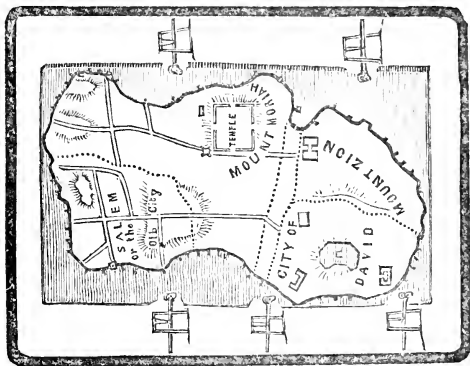 SALEM
or the
Old City
TEMPLE
MOUNT MORIAH
CITY OF
DAVID
MOUNT ZION